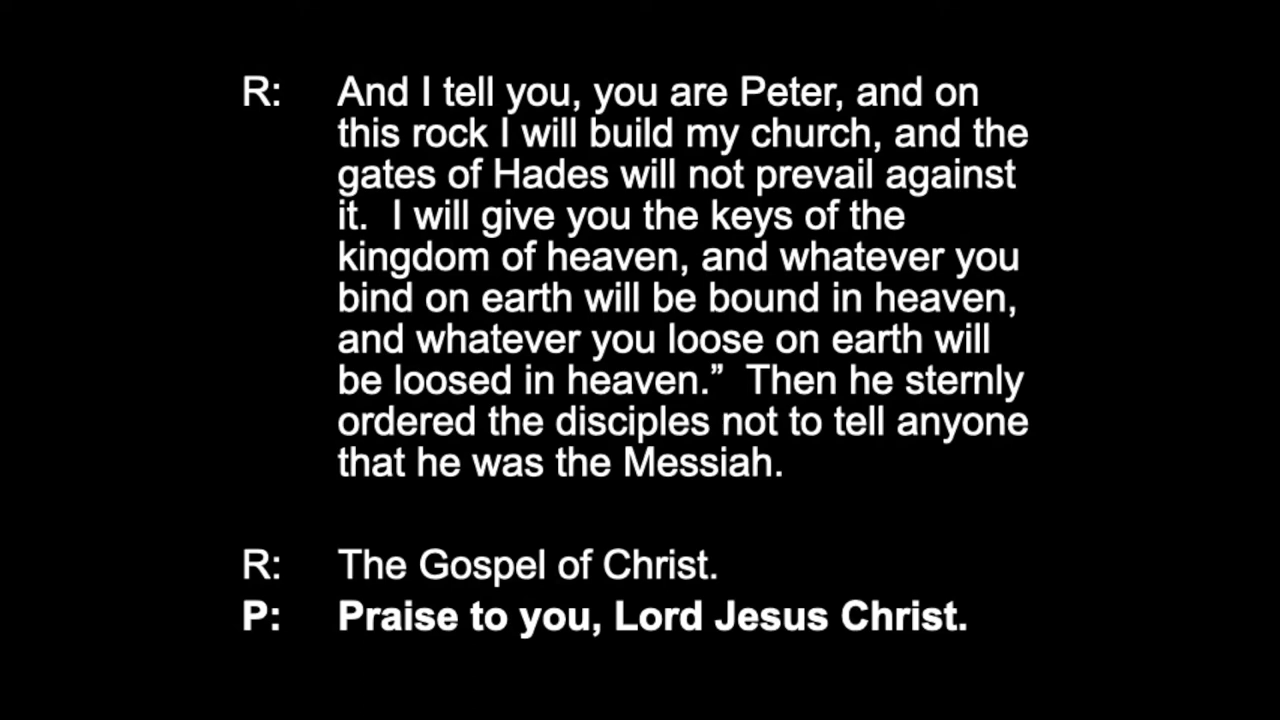 R: And I tell you, you are Peter, and on
this rock I will build my church, and the
gates of Hades will not prevail against
it.  I will give you the keys of the
kingdom of heaven, and whatever you
bind on earth will be bound in heaven,
and whatever you loose on earth will
be loosed in heaven.”  Then he sternly
ordered the disciples not to tell anyone
that he was the Messiah.
R: The Gospel of Christ.
P: Praise to you, Lord Jesus Christ.